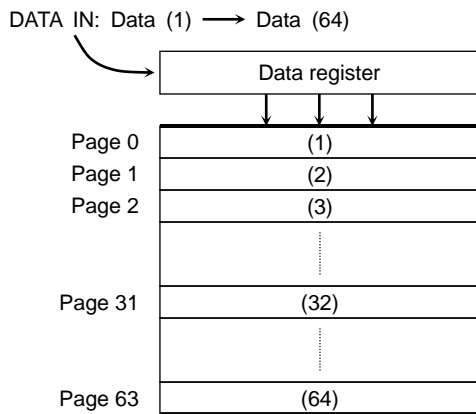 DATA IN: Data (1) Data (64)
Data register
Page 0 (1)
Page 1 (2)
Page 2 (3)
Page 31 (32)
Page 63 (64)